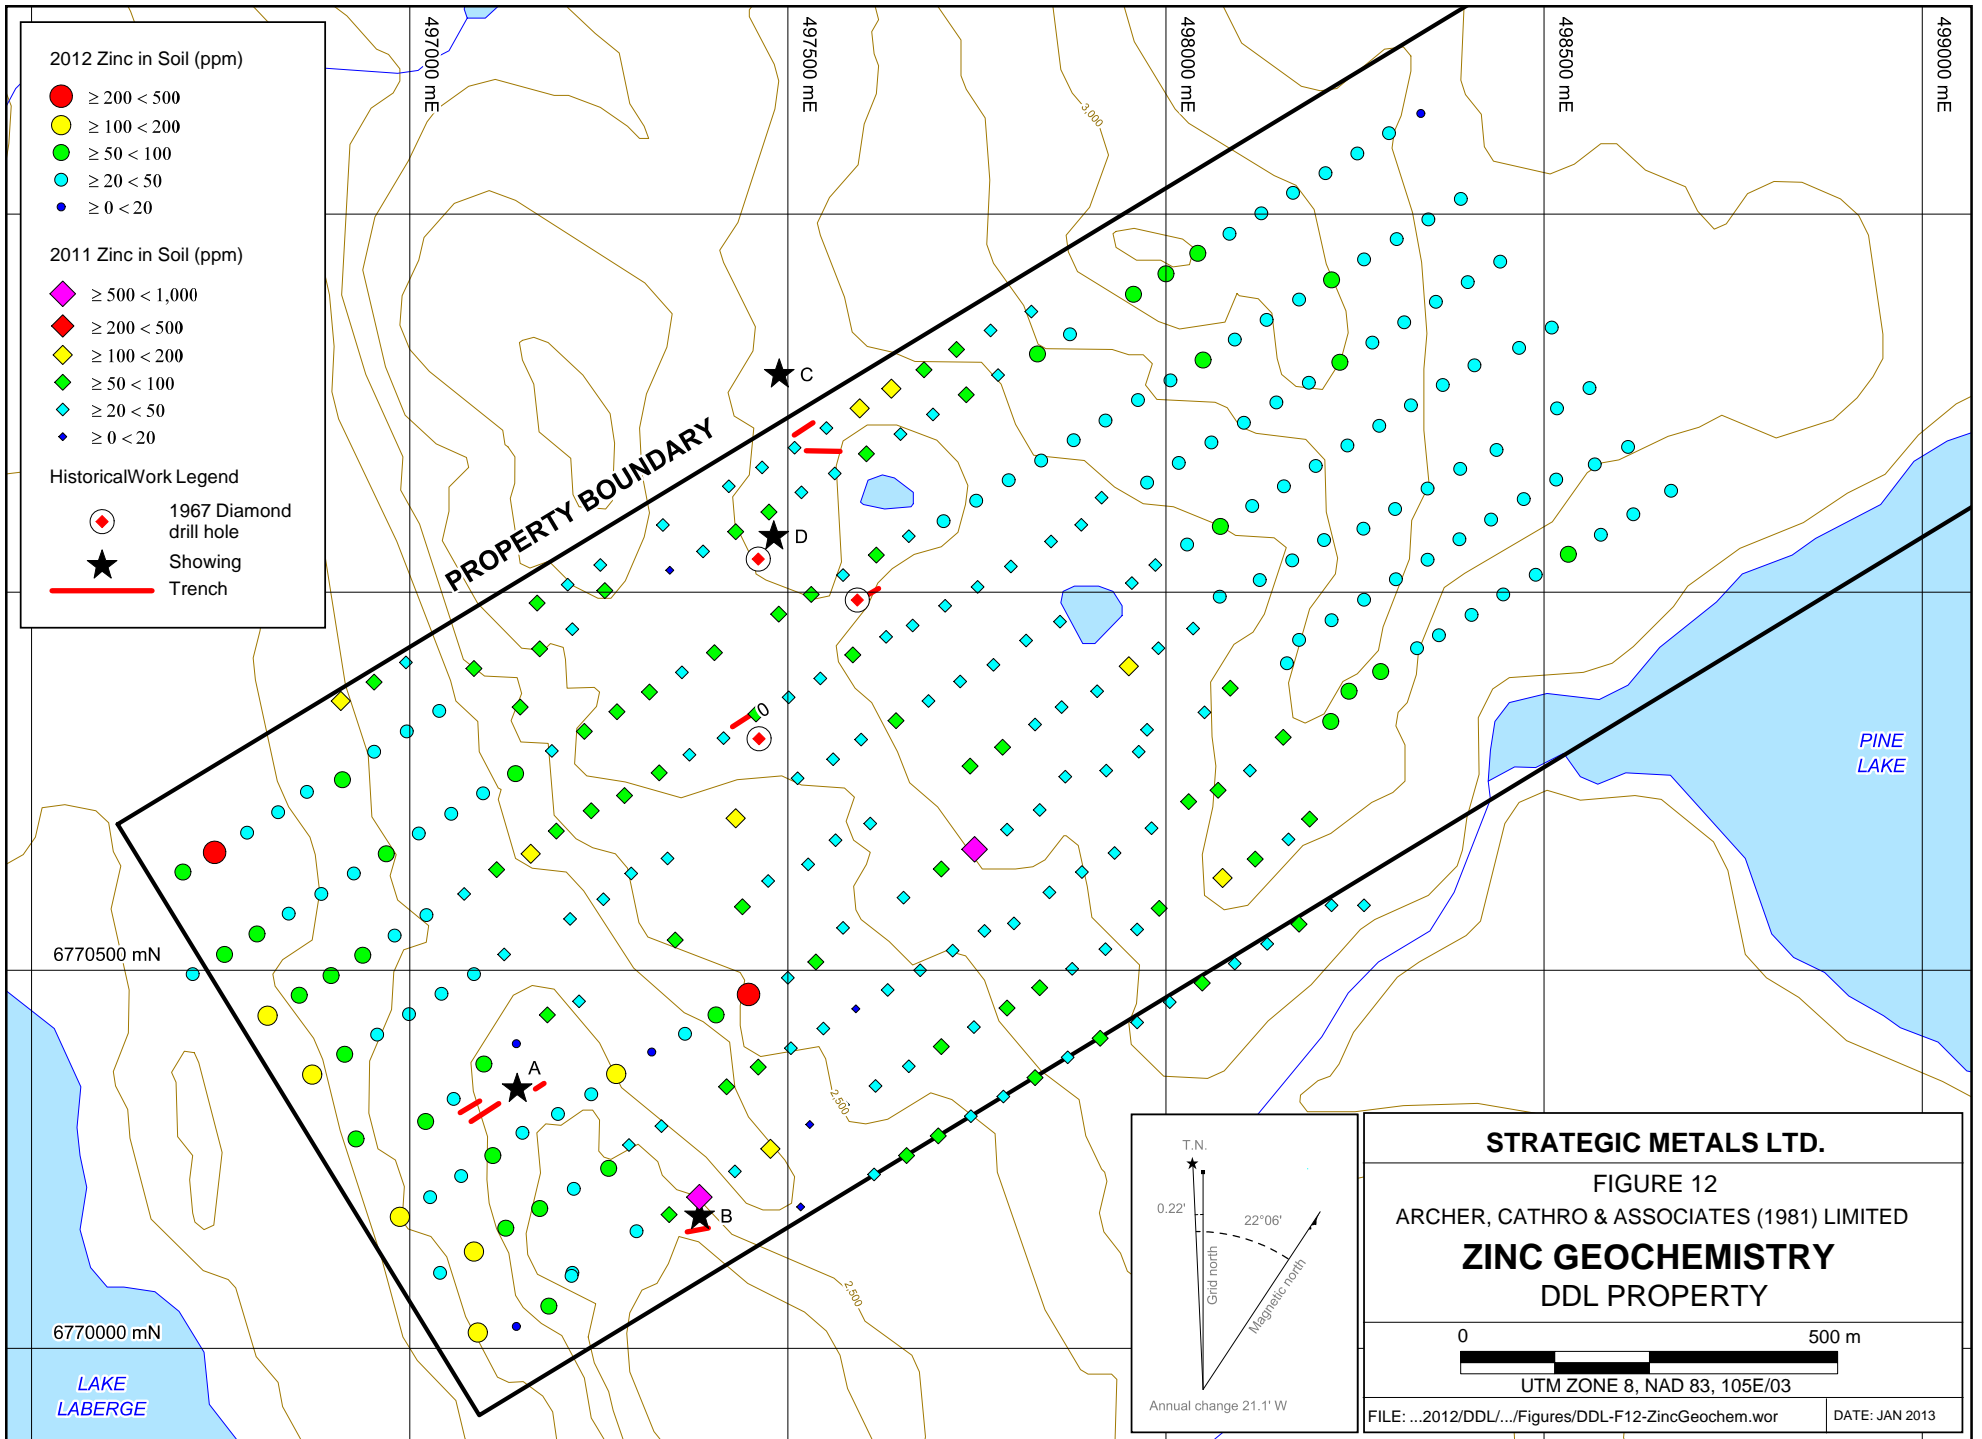 2012 Zinc in Soil (ppm)
≥ 200 < 500
≥ 100 < 200
≥ 50 < 100
≥ 20 < 50
≥ 0 < 20
2011 Zinc in Soil (ppm)
≥ 500 < 1,000
≥ 200 < 500
≥ 100 < 200
≥ 50 < 100
≥ 20 < 50
≥ 0 < 20
HistoricalWork Legend
1967 Diamond
drill hole
Showing
Trench
497000 mE
497500 mE
498000 mE
498500 mE
499000 mE
3,000
C
PROPERTY BOUNDARY
D
0
PINE
LAKE
6770500 mN
A
2,500
B
2,500
6770000 mN
LAKE
LABERGE
T.N.
0.22'
22°06'
Grid north
Magnetic north
Annual change 21.1' W
STRATEGIC METALS LTD.
FIGURE 12
ARCHER, CATHRO & ASSOCIATES (1981) LIMITED
ZINC GEOCHEMISTRY
DDL PROPERTY
0 500 m
UTM ZONE 8, NAD 83, 105E/03
FILE: ...2012/DDL/.../Figures/DDL-F12-ZincGeochem.wor
DATE: JAN 2013